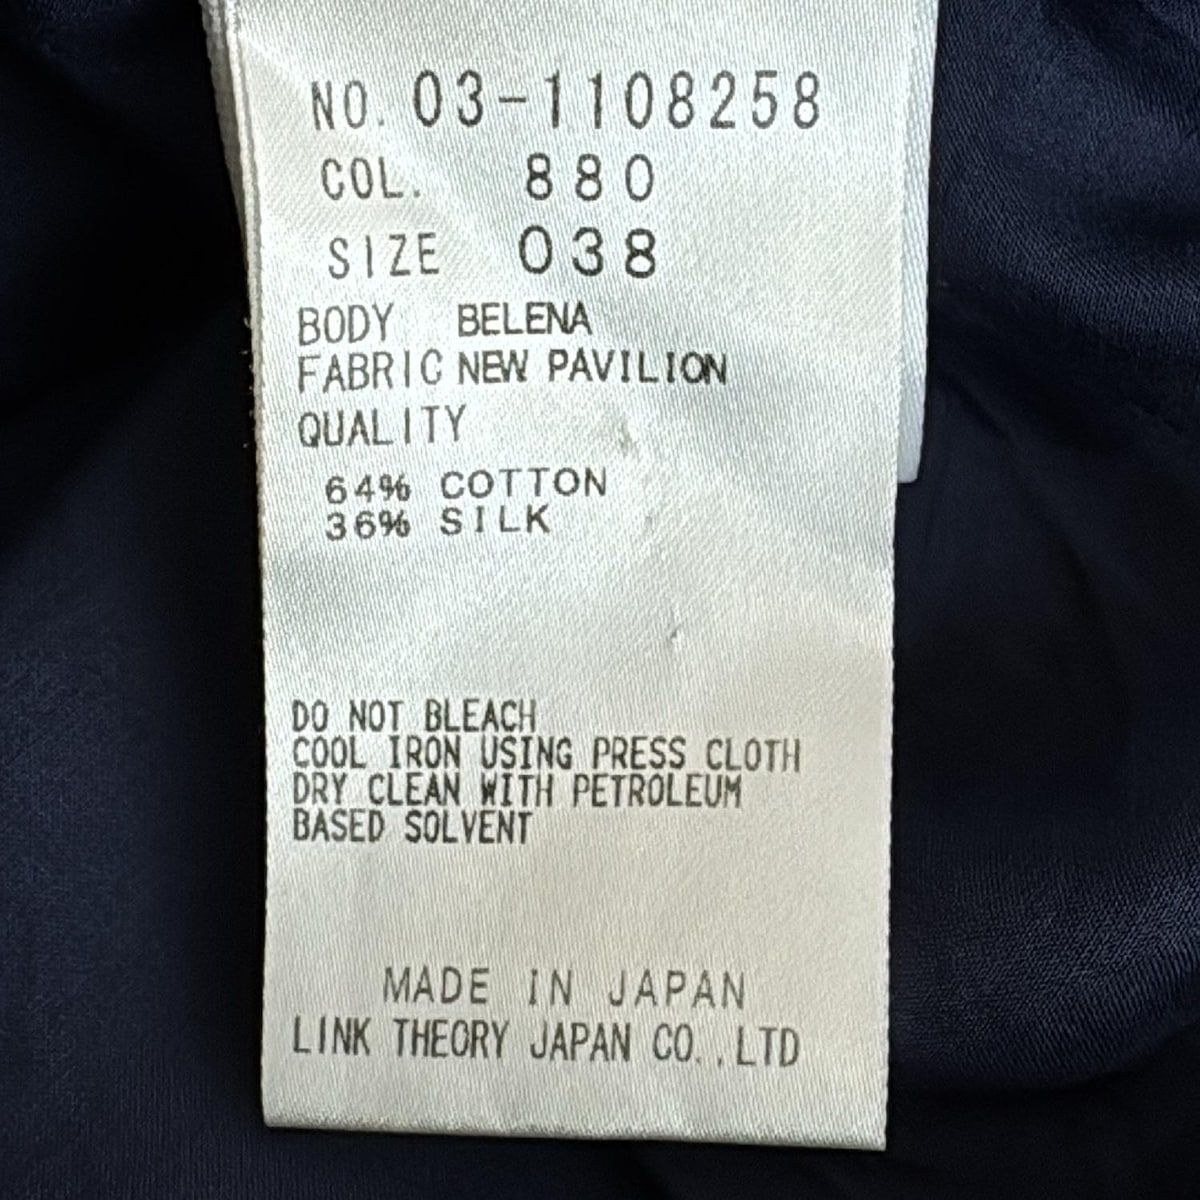 NO. 03-1108258
COL. 880
SIZE 038
BODY BELENA
FABRIC NEW PAVILION
QUALITY
64% COTTON
36% SILK
DO NOT BLEACH
COOL IRON USING PRESS CLOTH
DRY CLEAN WITH PETROLEUM
BASED SOLVENT
MADE IN JAPAN
LINK THEORY JAPAN CO.,LTD